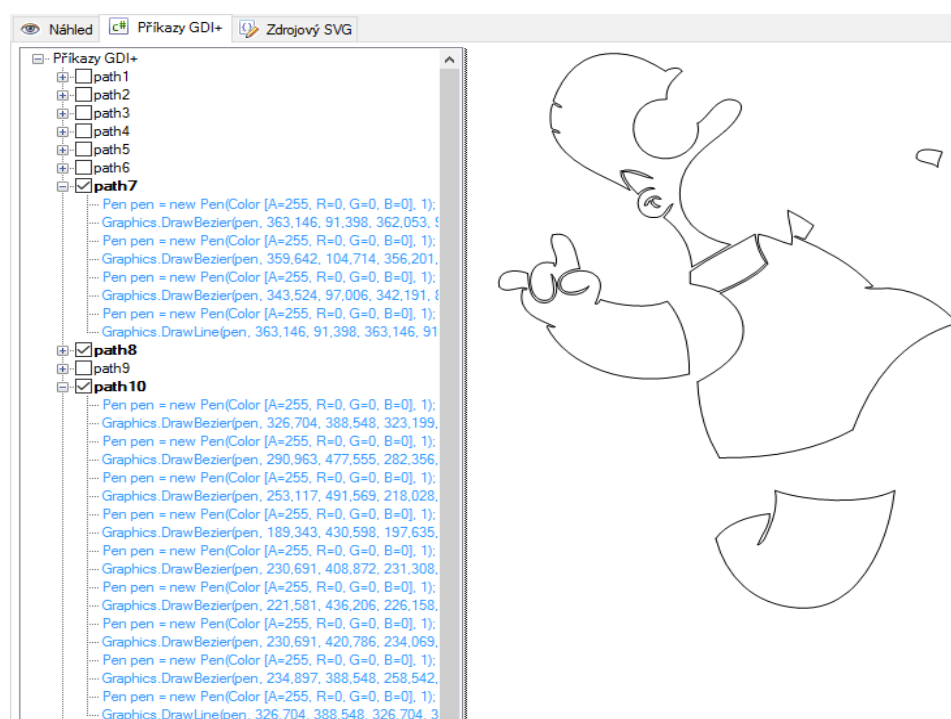 Náhled Příkazy GDI+ Zdrojový SVG
Příkazy GDI+
path1
path2
path3
path4
path5
path6
path7
Pen pen = new Pen(Color [A=255, R=0, G=0, B=0], 1);
Graphics.DrawBezier(pen, 363,146, 91,398, 362,053, 9
Pen pen = new Pen(Color [A=255, R=0, G=0, B=0], 1);
Graphics.DrawBezier(pen, 359,642, 104,714, 356,201,
Pen pen = new Pen(Color [A=255, R=0, G=0, B=0], 1);
Graphics.DrawBezier(pen, 343,524, 97,006, 342,191, 8
Pen pen = new Pen(Color [A=255, R=0, G=0, B=0], 1);
Graphics.DrawLine(pen, 363,146, 91,398, 363,146, 91
path8
path9
path10
Pen pen = new Pen(Color [A=255, R=0, G=0, B=0], 1);
Graphics.DrawBezier(pen, 326,704, 388,548, 323,199,
Pen pen = new Pen(Color [A=255, R=0, G=0, B=0], 1);
Graphics.DrawBezier(pen, 290,963, 477,555, 282,356,
Pen pen = new Pen(Color [A=255, R=0, G=0, B=0], 1);
Graphics.DrawBezier(pen, 253,117, 491,569, 218,028,
Pen pen = new Pen(Color [A=255, R=0, G=0, B=0], 1);
Graphics.DrawBezier(pen, 189,343, 430,598, 197,635,
Pen pen = new Pen(Color [A=255, R=0, G=0, B=0], 1);
Graphics.DrawBezier(pen, 230,691, 408,872, 231,308,
Pen pen = new Pen(Color [A=255, R=0, G=0, B=0], 1);
Graphics.DrawBezier(pen, 221,581, 436,206, 226,158,
Pen pen = new Pen(Color [A=255, R=0, G=0, B=0], 1);
Graphics.DrawBezier(pen, 230,691, 420,786, 234,069,
Pen pen = new Pen(Color [A=255, R=0, G=0, B=0], 1);
Graphics.DrawBezier(pen, 234,897, 388,548, 258,542,
Pen pen = new Pen(Color [A=255, R=0, G=0, B=0], 1);
Graphics.DrawLine(pen, 326,704, 388,548, 326,704, 3